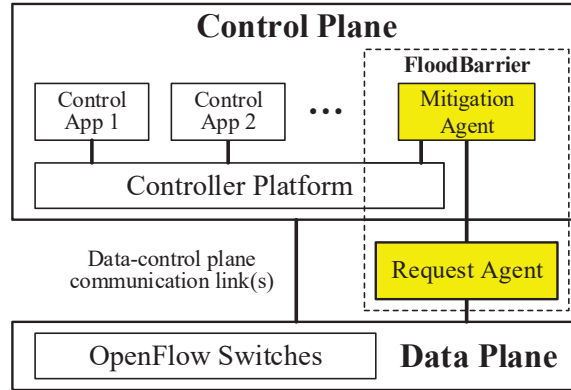 Control Plane
FloodBarrier
Control
App 1
Control
App 2
...
Mitigation
Agent
Controller Platform
Data-control plane
communication link(s)
Request Agent
OpenFlow Switches
Data Plane